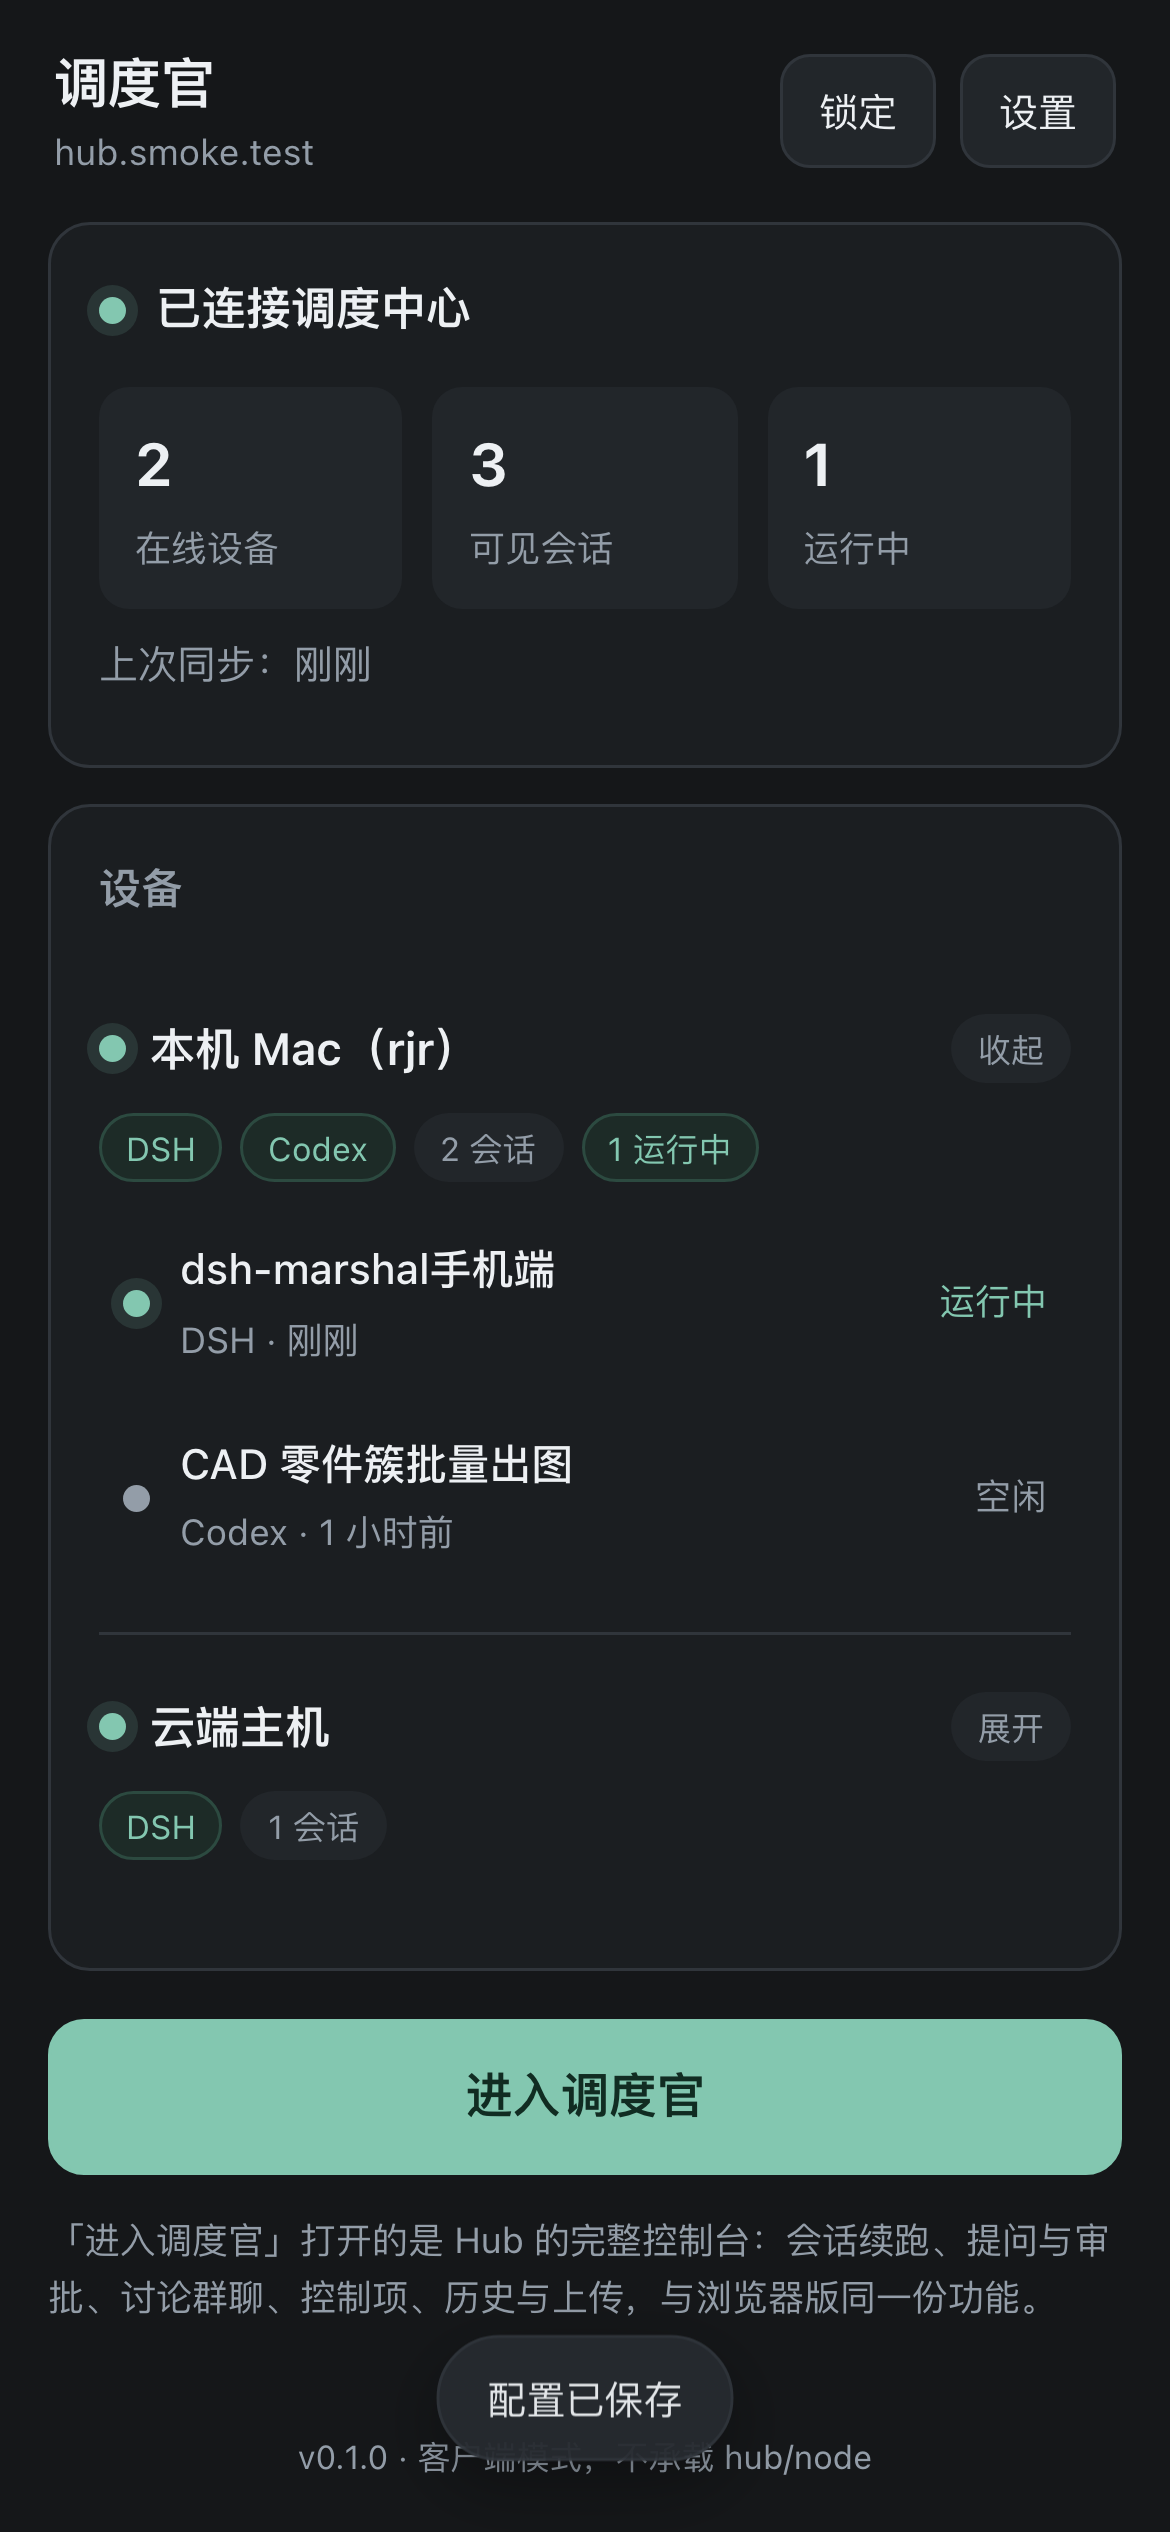 调度官
hub.smoke.test
锁定
设置
已连接调度中心
2
在线设备
3
可见会话
1
运行中
上次同步：刚刚
设备
本机 Mac（rjr）
收起
DSH
Codex
2 会话
1 运行中
dsh-marshal手机端
DSH · 刚刚
运行中
CAD 零件簇批量出图
Codex · 1 小时前
空闲
云端主机
展开
DSH
1 会话
进入调度官
「进入调度官」打开的是 Hub 的完整控制台：会话续跑、提问与审
批、讨论群聊、控制项、历史与上传，与浏览器版同一份功能。
配置已保存
v0.1.0 · 客户端模式，不承载 hub/node